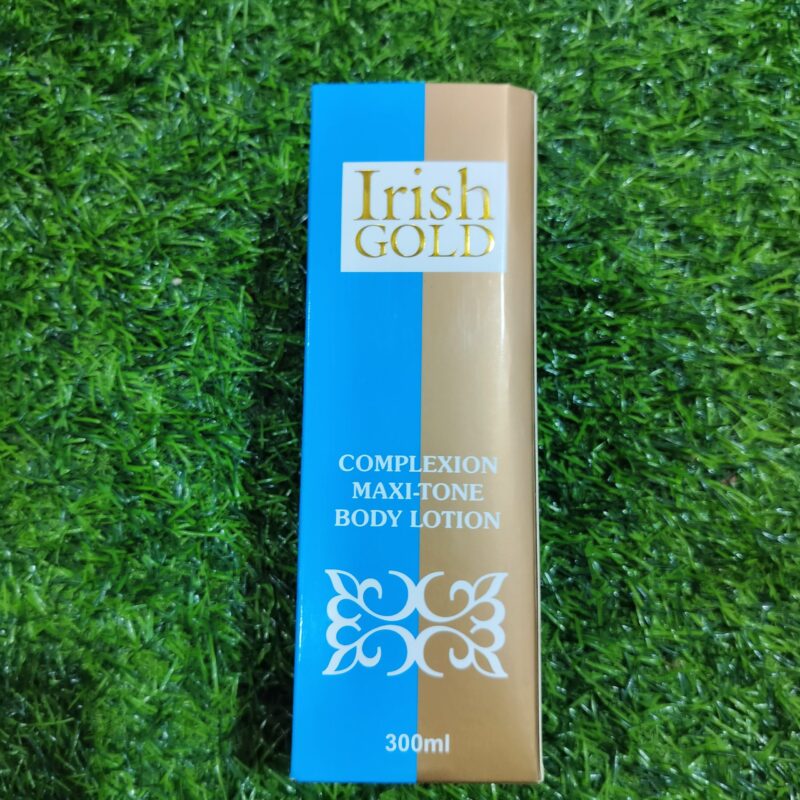 Irish
GOLD
COMPLEXION
MAXI-TONE
BODY LOTION
300ml